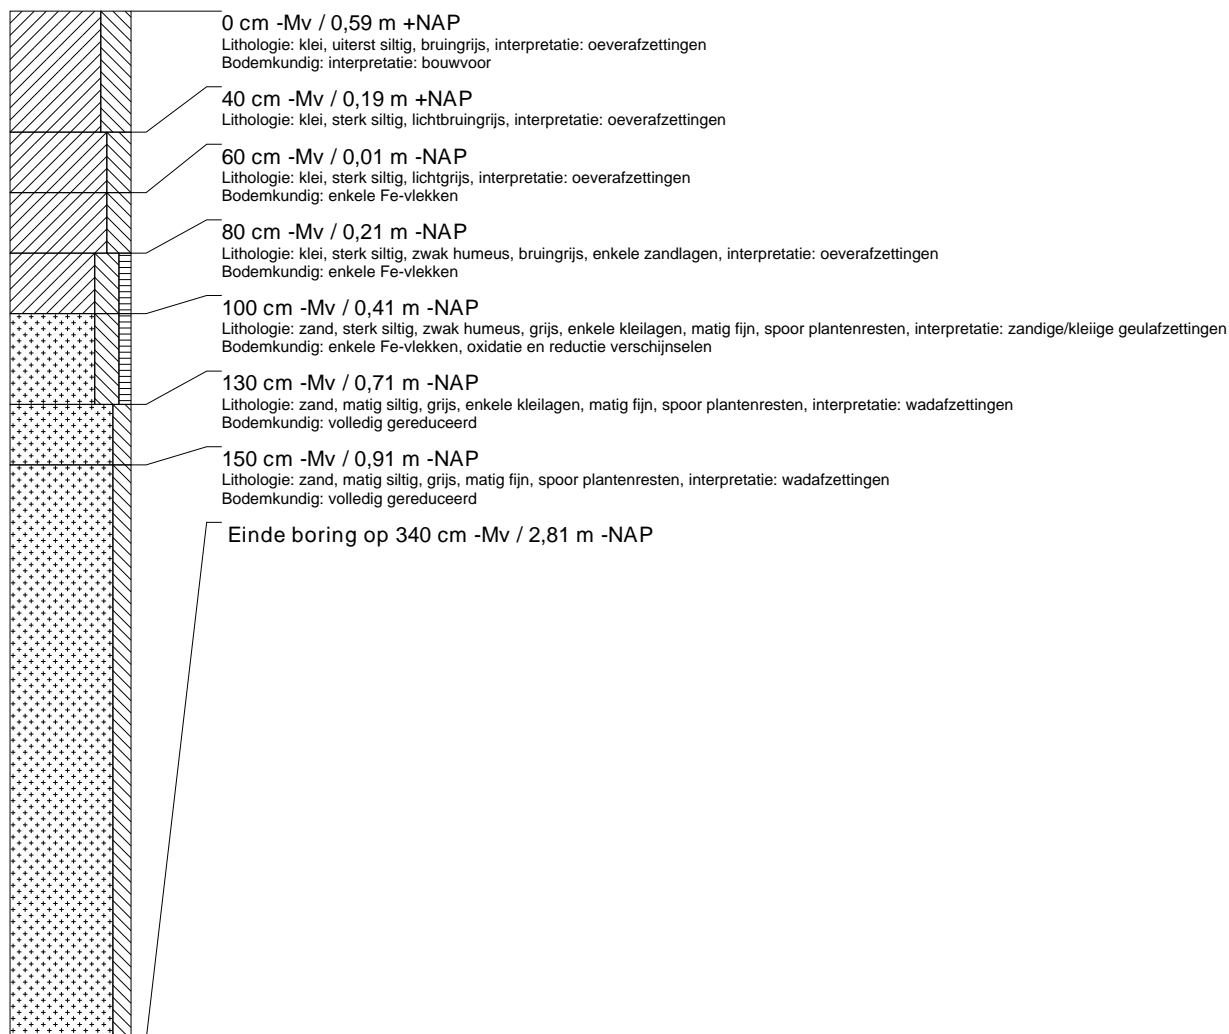 0 cm -Mv / 0,59 m +NAP
Lithologie: klei, uiterst siltig, bruingrijs, interpretatie: oeverafzettingen
Bodemkundig: interpretatie: bouwvoor
40 cm -Mv / 0,19 m +NAP
Lithologie: klei, sterk siltig, lichtbruingrijs, interpretatie: oeverafzettingen
60 cm -Mv / 0,01 m -NAP
Lithologie: klei, sterk siltig, lichtgrijs, interpretatie: oeverafzettingen
Bodemkundig: enkele Fe-vlekken
80 cm -Mv / 0,21 m -NAP
Lithologie: klei, sterk siltig, zwak humeus, bruingrijs, enkele zandlagen, interpretatie: oeverafzettingen
Bodemkundig: enkele Fe-vlekken
100 cm -Mv / 0,41 m -NAP
Lithologie: zand, sterk siltig, zwak humeus, grijs, enkele kleilagen, matig fijn, spoor plantenresten, interpretatie: zandige/kleiige geulafzettingen
Bodemkundig: enkele Fe-vlekken, oxidatie en reductie verschijnselen
130 cm -Mv / 0,71 m -NAP
Lithologie: zand, matig siltig, grijs, enkele kleilagen, matig fijn, spoor plantenresten, interpretatie: wadafzettingen
Bodemkundig: volledig gereduceerd
150 cm -Mv / 0,91 m -NAP
Lithologie: zand, matig siltig, grijs, matig fijn, spoor plantenresten, interpretatie: wadafzettingen
Bodemkundig: volledig gereduceerd
Einde boring op 340 cm -Mv / 2,81 m -NAP